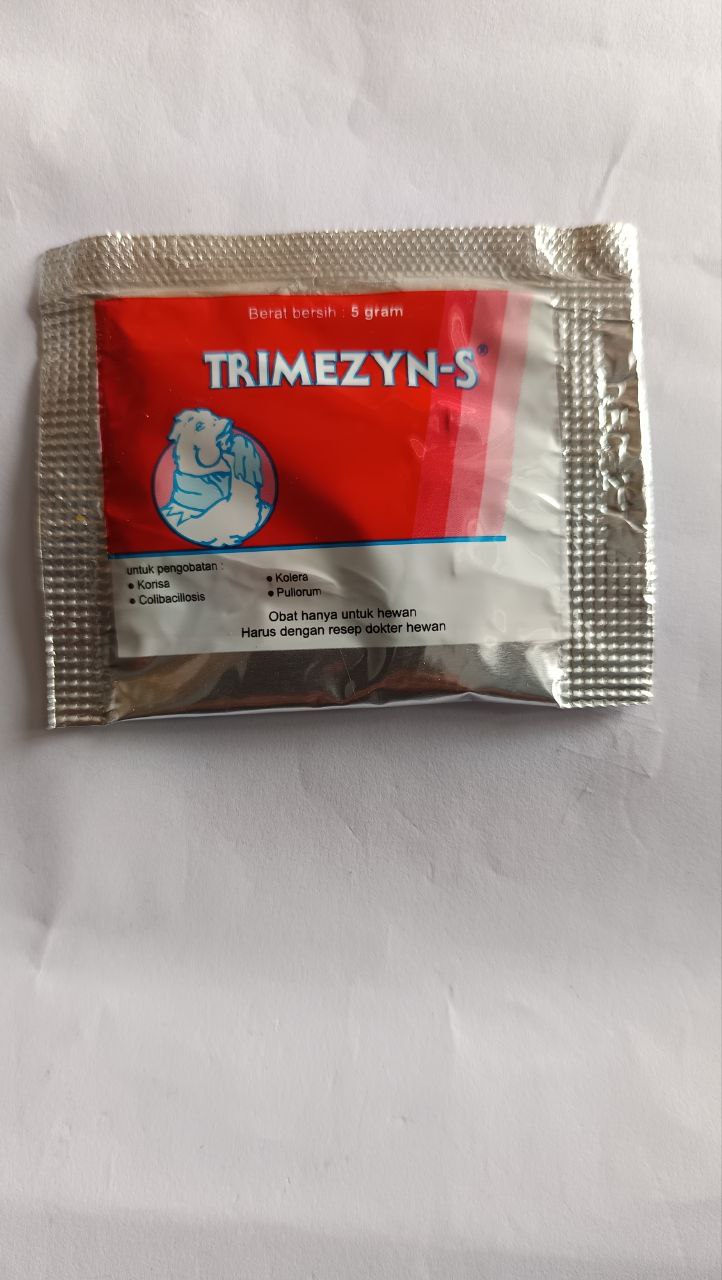 Berat bersih : 5 gram
TRIMEZYN-S®
untuk pengobatan :
• Korisa
• Colibacillosis
• Kolera
• Pullorum
Obat hanya untuk hewan
Harus dengan resep dokter hewan